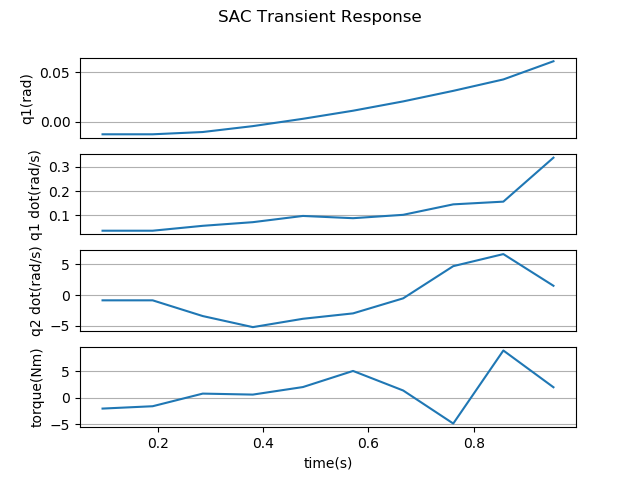 SAC Transient Response
q1(rad)
0.05
0.00
q1 dot(rad/s)
0.3
0.2
0.1
q2 dot(rad/s)
5
0
−5
torque(Nm)
5
0
−5
0.2 0.4 0.6 0.8
time(s)